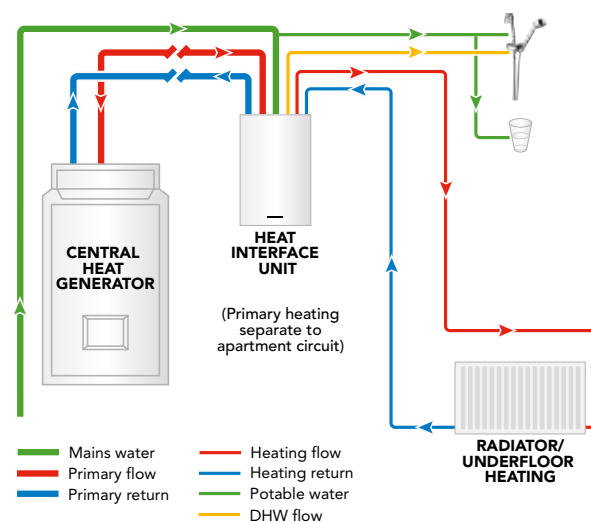 CENTRAL
HEAT
GENERATOR
HEAT
INTERFACE
UNIT
(Primary heating
separate to
apartment circuit)
RADIATOR/
UNDERFLOOR
HEATING
Mains water
Primary flow
Primary return
Heating flow
Heating return
Potable water
DHW flow